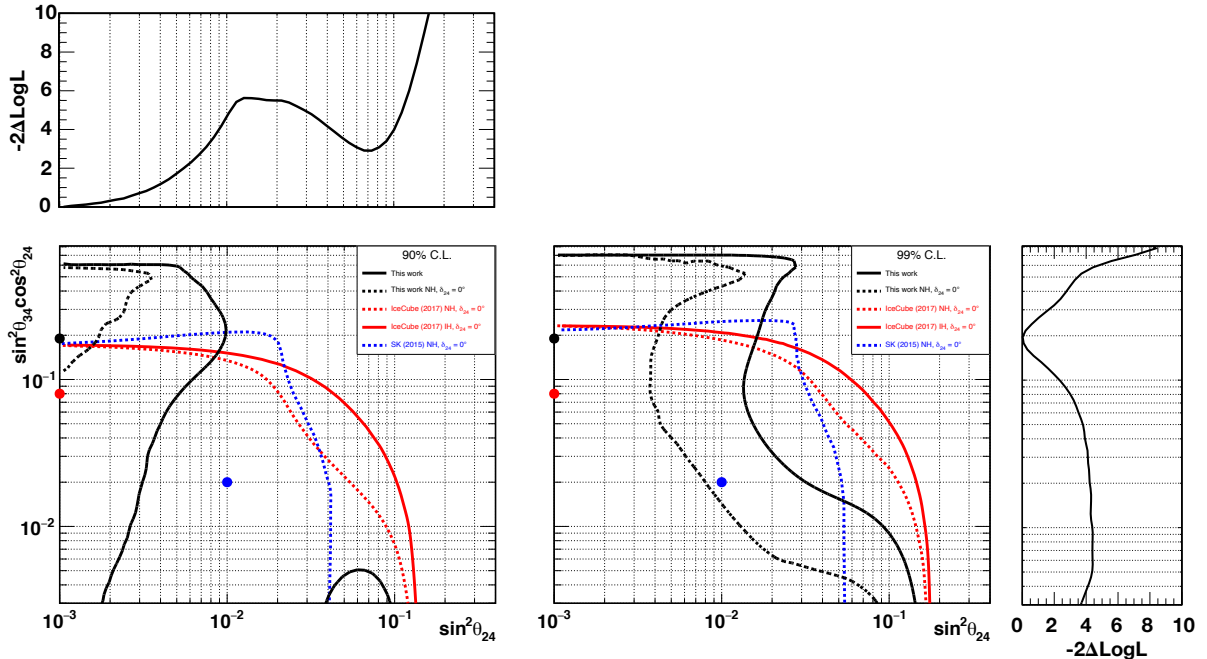 10
8
6
4
2
0
-2ΔLogL
90% C.L.
This work
This work NH, δ24 = 0°
IceCube (2017) NH, δ24 = 0°
IceCube (2017) IH, δ24 = 0°
SK (2015) NH, δ24 = 0°
sin²θ34cos²θ24
10⁻¹
10⁻²
10⁻³ 10⁻² 10⁻¹
sin²θ24
99% C.L.
This work
This work NH, δ24 = 0°
IceCube (2017) NH, δ24 = 0°
IceCube (2017) IH, δ24 = 0°
SK (2015) NH, δ24 = 0°
10⁻³ 10⁻² 10⁻¹
sin²θ24
0 2 4 6 8 10
-2ΔLogL